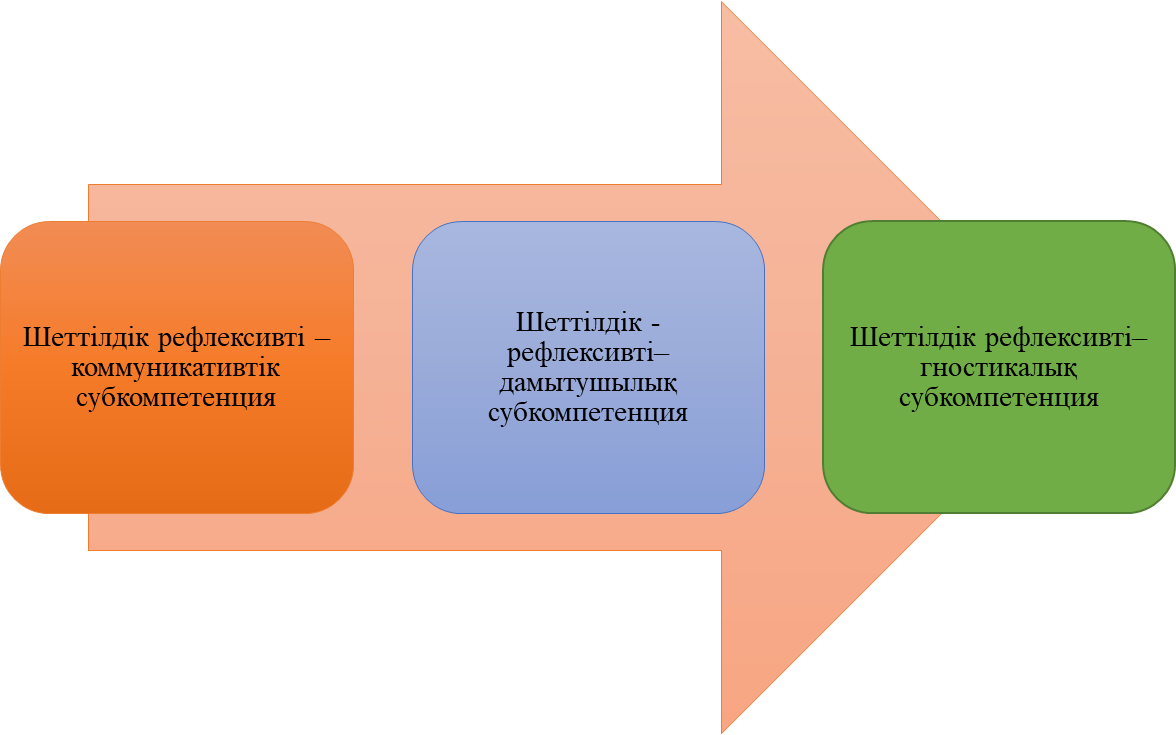 Шеттілдік рефлексивті –
коммуникативтік
субкомпетенция
Шеттілдік -
рефлексивті–
дамытушылық
субкомпетенция
Шеттілдік рефлексивті–
гностикалық
субкомпетенция